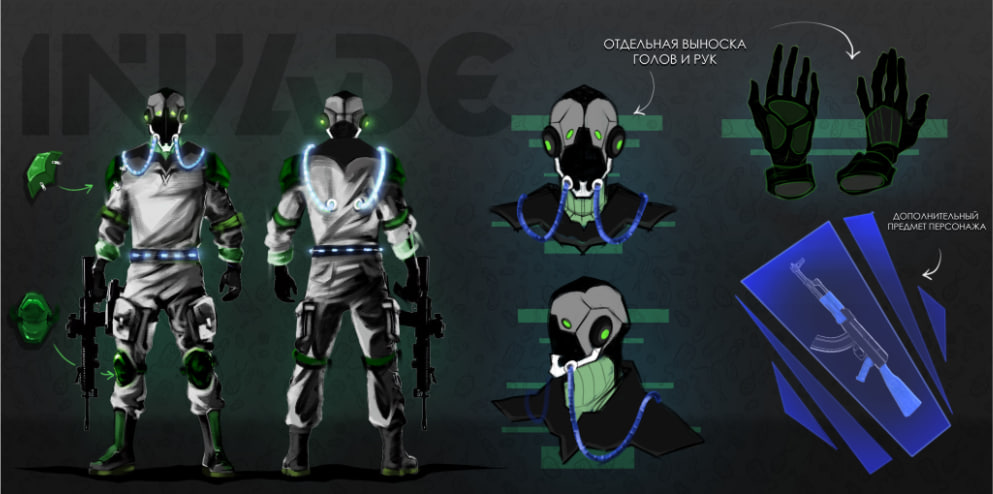 INVADE
ОТДЕЛЬНАЯ ВЫНОСКА
ГОЛОВ И РУК
ДОПОЛНИТЕЛЬНЫЙ
ПРЕДМЕТ ПЕРСОНАЖА